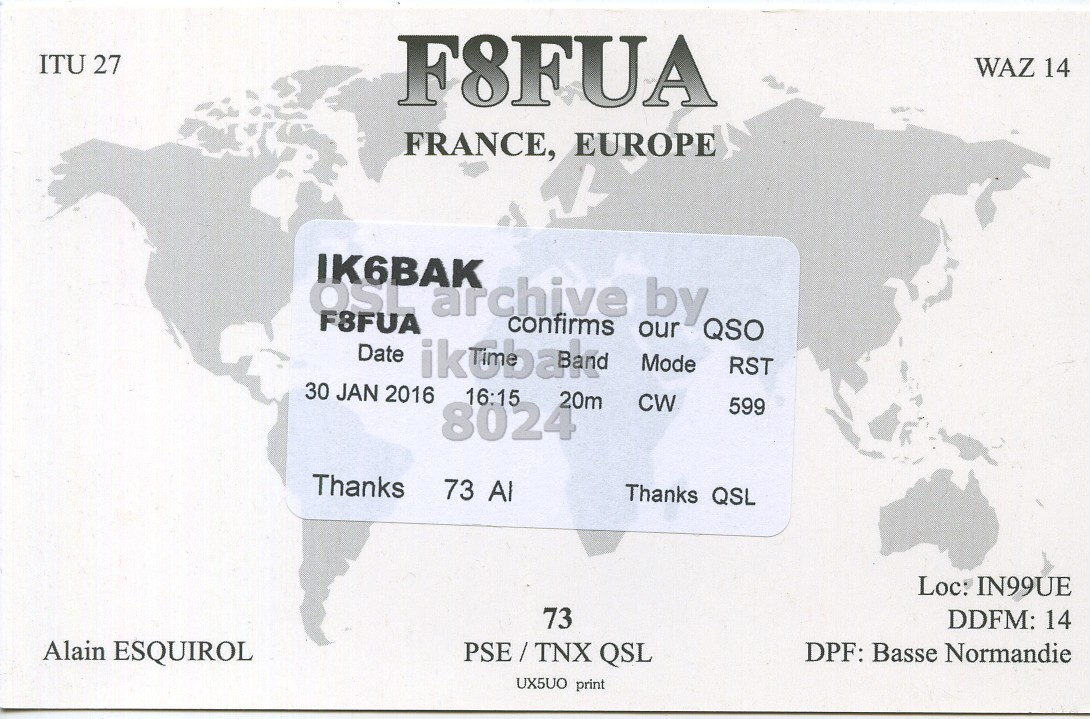 ITU 27
F8FUA
WAZ 14
FRANCE, EUROPE
IK6BAK
QSL archive by
F8FUA confirms our QSO
ik6bak
Date Time Band Mode RST
30 JAN 2016 16:15 20m CW 599
8024
Thanks 73 Al Thanks QSL
Loc: IN99UE
73
DDFM: 14
Alain ESQUIROL
PSE / TNX QSL
DPF: Basse Normandie
UX5UO print